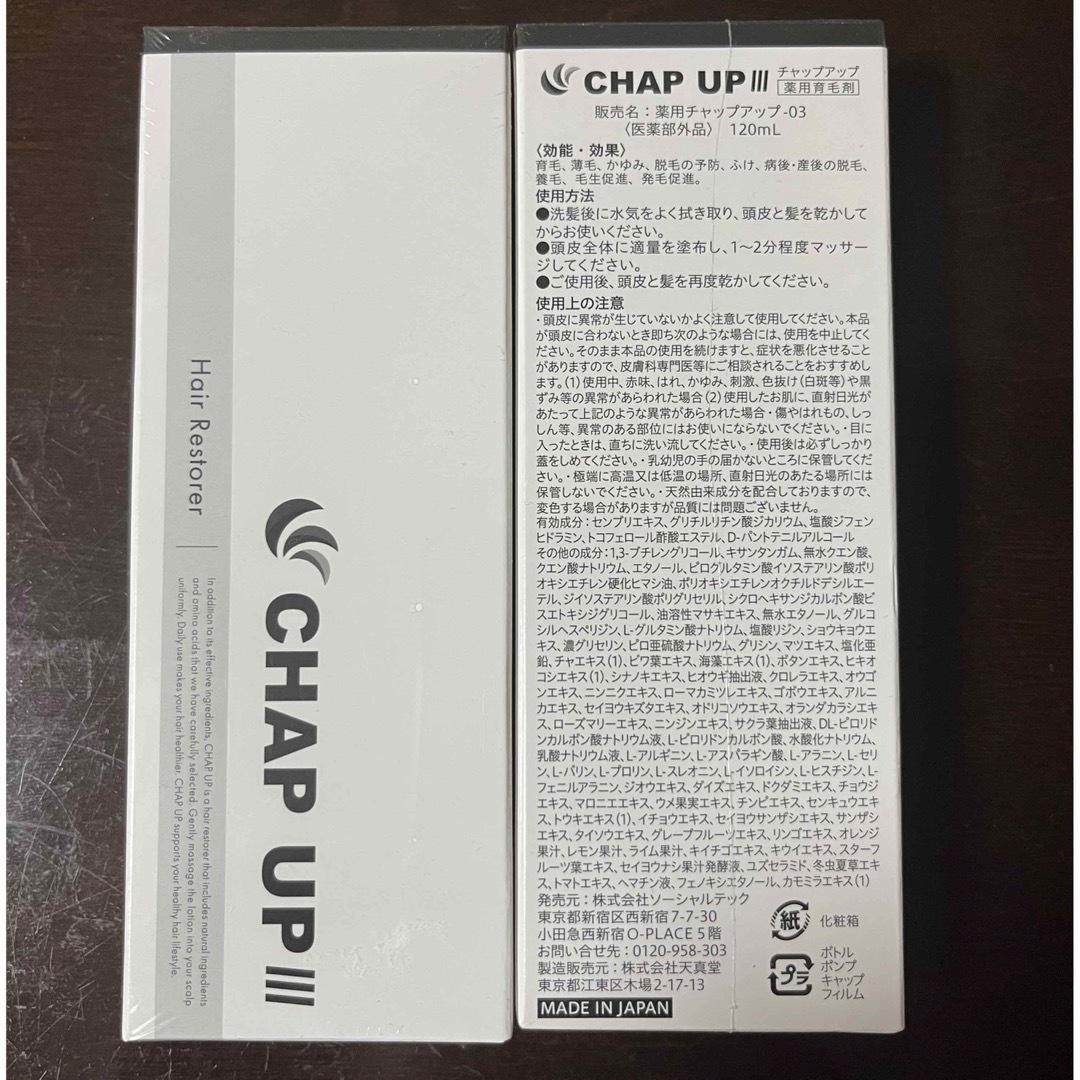 Hair Restorer
In addition to its effective ingredients, CHAP UP is a hair restorer that includes natural ingredients
and amino acids that we have carefully selected. Gently massage the lotion into your scalp
uniformly. Daily use makes your hair healthier. CHAP UP supports your healthy hair lifestyle.
CHAP UP III
CHAP UP III チャップアップ
薬用育毛剤
販売名：薬用チャップアップ-03
〈医薬部外品〉 120mL
〈効能・効果〉
育毛、薄毛、かゆみ、脱毛の予防、ふけ、病後・産後の脱毛、
養毛、毛生促進、発毛促進。
使用方法
●洗髪後に水気をよく拭き取り、頭皮と髪を乾かして
からお使いください。
●頭皮全体に適量を塗布し、1〜2分程度マッサー
ジしてください。
●ご使用後、頭皮と髪を再度乾かしてください。
使用上の注意
・頭皮に異常が生じていないかよく注意して使用してください。本品
が頭皮に合わないとき即ち次のような場合には、使用を中止してく
ださい。そのまま本品の使用を続けますと、症状を悪化させること
がありますので、皮膚科専門医等にご相談されることをおすすめし
ます。(1)使用中、赤味、はれ、かゆみ、刺激、色抜け(白斑等)や黒
ずみ等の異常があらわれた場合(2)使用したお肌に、直射日光が
あたって上記のような異常があらわれた場合・傷やはれもの、しっ
しん等、異常のある部位にはお使いにならないでください。・目に
入ったときは、直ちに洗い流してください。・使用後は必ずしっかり
蓋をしめてください。・乳幼児の手の届かないところに保管してくだ
さい。・極端に高温又は低温の場所、直射日光のあたる場所には
保管しないでください。・天然由来成分を配合しておりますので、
変色する場合がありますが品質には問題ございません。
有効成分：センブリエキス、グリチルリチン酸ジカリウム、塩酸ジフェン
ヒドラミン、トコフェロール酢酸エステル、D-パントテニルアルコール
その他の成分：1,3-ブチレングリコール、キサンタンガム、無水クエン酸、
クエン酸ナトリウム、エタノール、ピログルタミン酸イソステアリン酸ポリ
オキシエチレン硬化ヒマシ油、ポリオキシエチレンオクチルドデシルエー
テル、ジイソステアリン酸ポリグリセリル、シクロヘキサンジカルボン酸ビ
スエトキシジグリコール、油溶性マサキエキス、無水エタノール、グルコ
シルヘスペリジン、L-グルタミン酸ナトリウム、塩酸リジン、ショウキョウエ
キス、濃グリセリン、ピロ亜硫酸ナトリウム、グリシン、マツエキス、塩化亜
鉛、チャエキス(1)、ビワ葉エキス、海藻エキス(1)、ボタンエキス、ヒキオ
コシエキス(1)、シナノキエキス、ヒオウギ抽出液、クロレラエキス、オウゴ
ンエキス、ニンニクエキス、ローマカミツレエキス、ゴボウエキス、アルニ
カエキス、セイヨウキズタエキス、オドリコソウエキス、オランダカラシエキ
ス、ローズマリーエキス、ニンジンエキス、サクラ葉抽出液、DL-ピロリド
ンカルボン酸ナトリウム液、L-ピロリドンカルボン酸、水酸化ナトリウム、
乳酸ナトリウム液、L-アルギニン、L-アスパラギン酸、L-アラニン、L-セリ
ン、L-バリン、L-プロリン、L-スレオニン、L-イソロイシン、L-ヒスチジン、L-
フェニルアラニン、ジオウエキス、ダイズエキス、ドクダミエキス、チョウジ
エキス、マロニエエキス、ウメ果実エキス、チンピエキス、センキュウエキ
ス、トウキエキス(1)、イチョウエキス、セイヨウサンザシエキス、サンザシ
エキス、タイソウエキス、グレープフルーツエキス、リンゴエキス、オレンジ
果汁、レモン果汁、ライム果汁、キイチゴエキス、キウイエキス、スターフ
ルーツ葉エキス、セイヨウナシ果汁発酵液、ユズセラミド、冬虫夏草エキ
ス、トマトエキス、ヘマチン液、フェノキシエタノール、カモミラエキス(1)
発売元：株式会社ソーシャルテック
東京都新宿区西新宿7-7-30
小田急西新宿O-PLACE 5階
お問い合せ先：0120-958-303
製造販売元：株式会社天真堂
東京都江東区木場2-17-13
MADE IN JAPAN
紙 化粧箱
プラ
ボトル
ポンプ
キャップ
フィルム